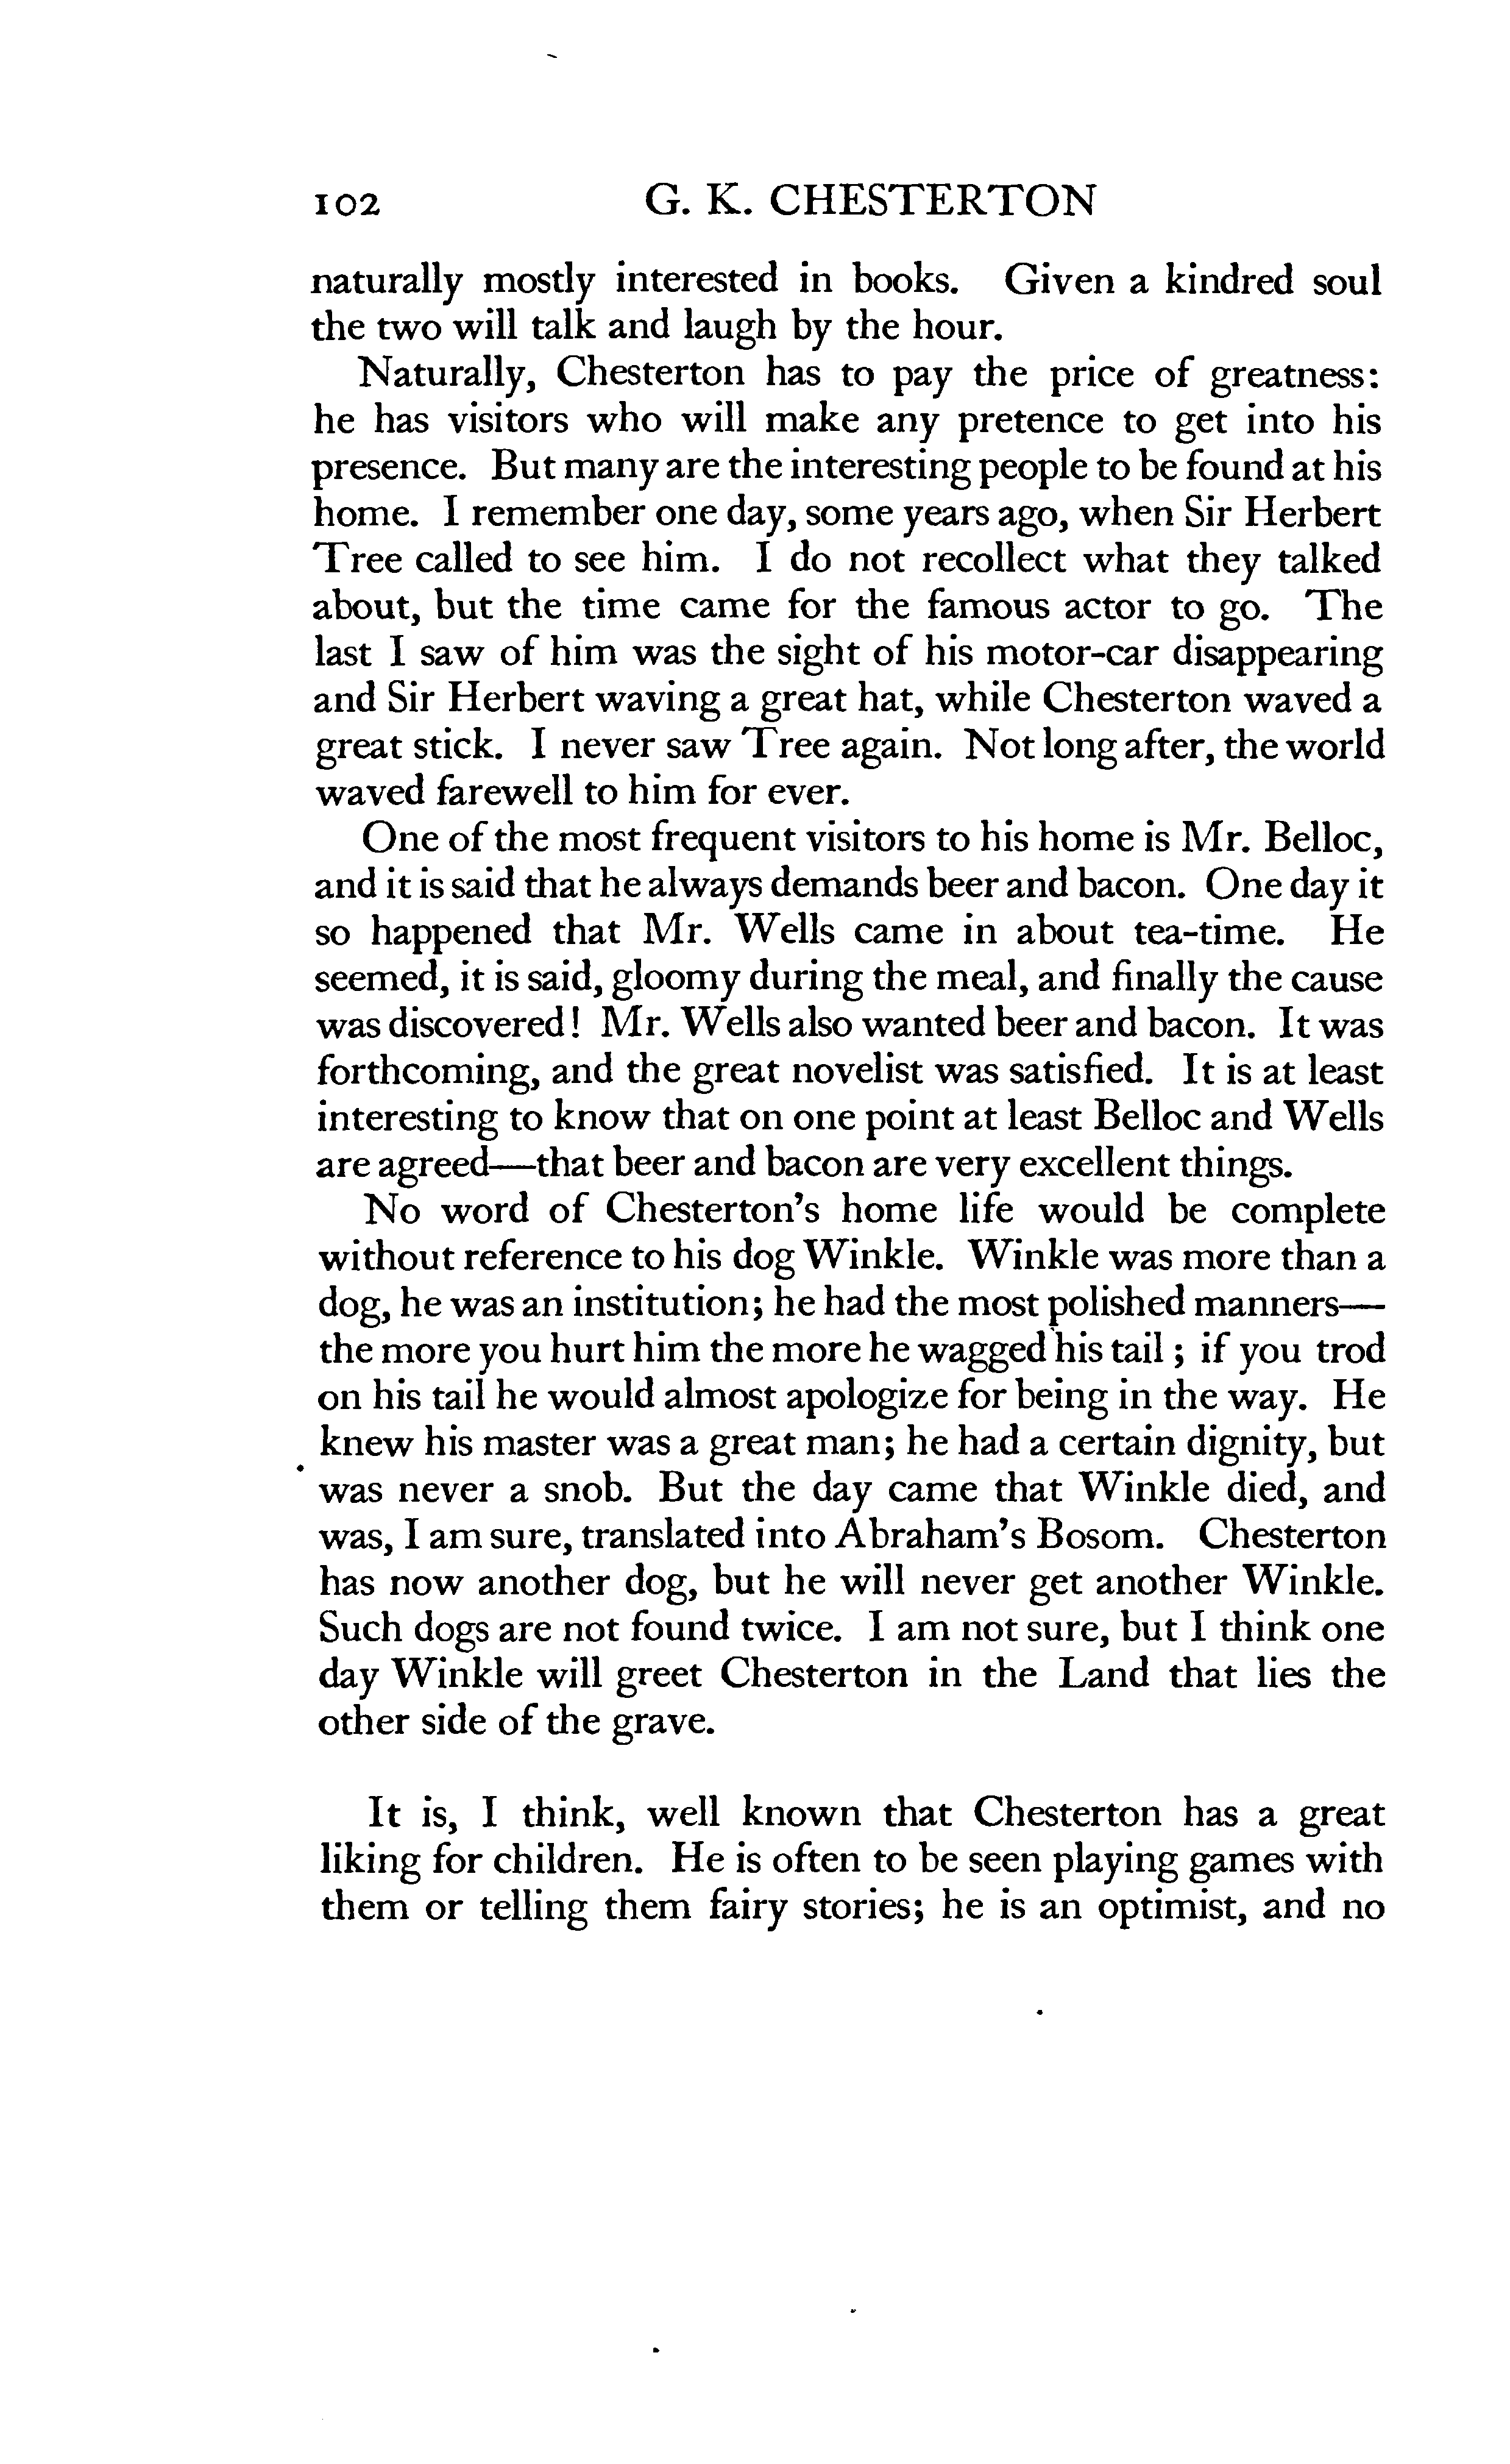 102 G. K. CHESTERTON
naturally mostly interested in books. Given a kindred soul
the two will talk and laugh by the hour.
Naturally, Chesterton has to pay the price of greatness:
he has visitors who will make any pretence to get into his
presence. But many are the interesting people to be found at his
home. I remember one day, some years ago, when Sir Herbert
Tree called to see him. I do not recollect what they talked
about, but the time came for the famous actor to go. The
last I saw of him was the sight of his motor-car disappearing
and Sir Herbert waving a great hat, while Chesterton waved a
great stick. I never saw Tree again. Not long after, the world
waved farewell to him for ever.
One of the most frequent visitors to his home is Mr. Belloc,
and it is said that he always demands beer and bacon. One day it
so happened that Mr. Wells came in about tea-time. He
seemed, it is said, gloomy during the meal, and finally the cause
was discovered! Mr. Wells also wanted beer and bacon. It was
forthcoming, and the great novelist was satisfied. It is at least
interesting to know that on one point at least Belloc and Wells
are agreed—that beer and bacon are very excellent things.
No word of Chesterton's home life would be complete
without reference to his dog Winkle. Winkle was more than a
dog, he was an institution; he had the most polished manners—
the more you hurt him the more he wagged his tail; if you trod
on his tail he would almost apologize for being in the way. He
knew his master was a great man; he had a certain dignity, but
was never a snob. But the day came that Winkle died, and
was, I am sure, translated into Abraham's Bosom. Chesterton
has now another dog, but he will never get another Winkle.
Such dogs are not found twice. I am not sure, but I think one
day Winkle will greet Chesterton in the Land that lies the
other side of the grave.
It is, I think, well known that Chesterton has a great
liking for children. He is often to be seen playing games with
them or telling them fairy stories; he is an optimist, and no